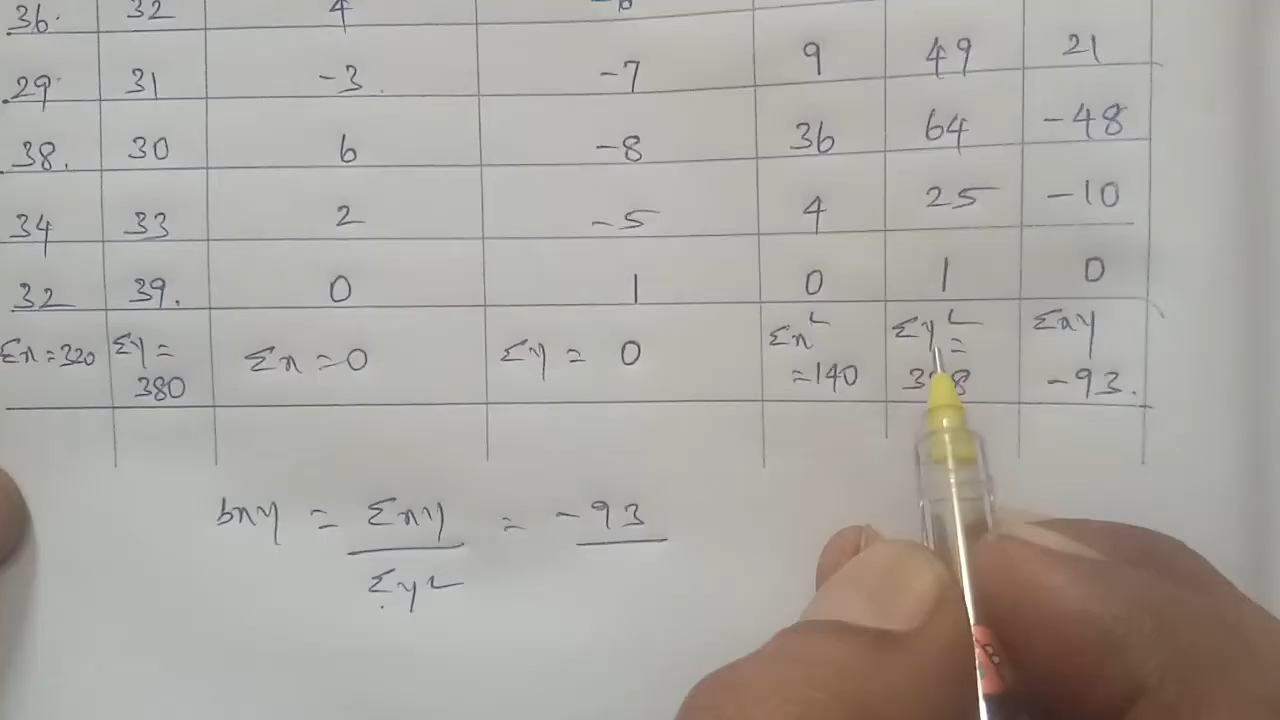 36. 32 4
29. 31 -3. -7 9 49 21
38. 30 6 -8 36 64 -48
34 33 2 -5 4 25 -10
32 39. 0 1 0 1 0
Σx=320 Σy= 380 Σx=0 Σy = 0 Σx² =140 Σy² = Σxy -93.
bxy = Σxy / Σy² = -93